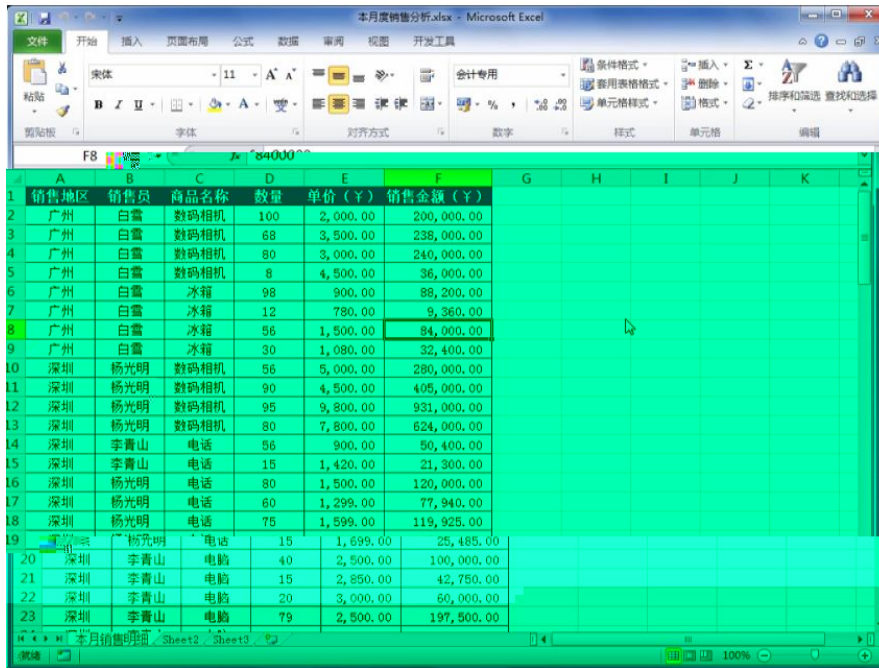 本月度销售分析.xlsx - Microsoft Excel
文件 开始 插入 页面布局 公式 数据 审阅 视图 开发工具
宋体 11 会计专用 条件格式 插入
粘贴 套用表格格式 删除 排序和筛选 查找和选择
单元格样式 格式
剪贴板 字体 对齐方式 数字 样式 单元格 编辑
F8 fx
A B C D E F G H I J K
1 销售地区 销售员 商品名称 数量 单价（￥） 销售金额（￥）
2 广州 白雪 数码相机 100 2,000.00 200,000.00
3 广州 白雪 数码相机 68 3,500.00 238,000.00
4 广州 白雪 数码相机 80 3,000.00 240,000.00
5 广州 白雪 数码相机 8 4,500.00 36,000.00
6 广州 白雪 冰箱 98 900.00 88,200.00
7 广州 白雪 冰箱 12 780.00 9,360.00
8 广州 白雪 冰箱 56 1,500.00 84,000.00
9 广州 白雪 冰箱 30 1,080.00 32,400.00
10 深圳 杨光明 数码相机 56 5,000.00 280,000.00
11 深圳 杨光明 数码相机 90 4,500.00 405,000.00
12 深圳 杨光明 数码相机 95 9,800.00 931,000.00
13 深圳 杨光明 数码相机 80 7,800.00 624,000.00
14 深圳 李青山 电话 56 900.00 50,400.00
15 深圳 李青山 电话 15 1,420.00 21,300.00
16 深圳 杨光明 电话 80 1,500.00 120,000.00
17 深圳 杨光明 电话 60 1,299.00 77,940.00
18 深圳 杨光明 电话 75 1,599.00 119,925.00
19 杨光明 电话 15 1,699.00 25,485.00
20 深圳 李青山 电脑 40 2,500.00 100,000.00
21 深圳 李青山 电脑 15 2,850.00 42,750.00
22 深圳 李青山 电脑 20 3,000.00 60,000.00
23 深圳 李青山 电脑 79 2,500.00 197,500.00
本月销售明细 Sheet2 Sheet3
就绪 100%